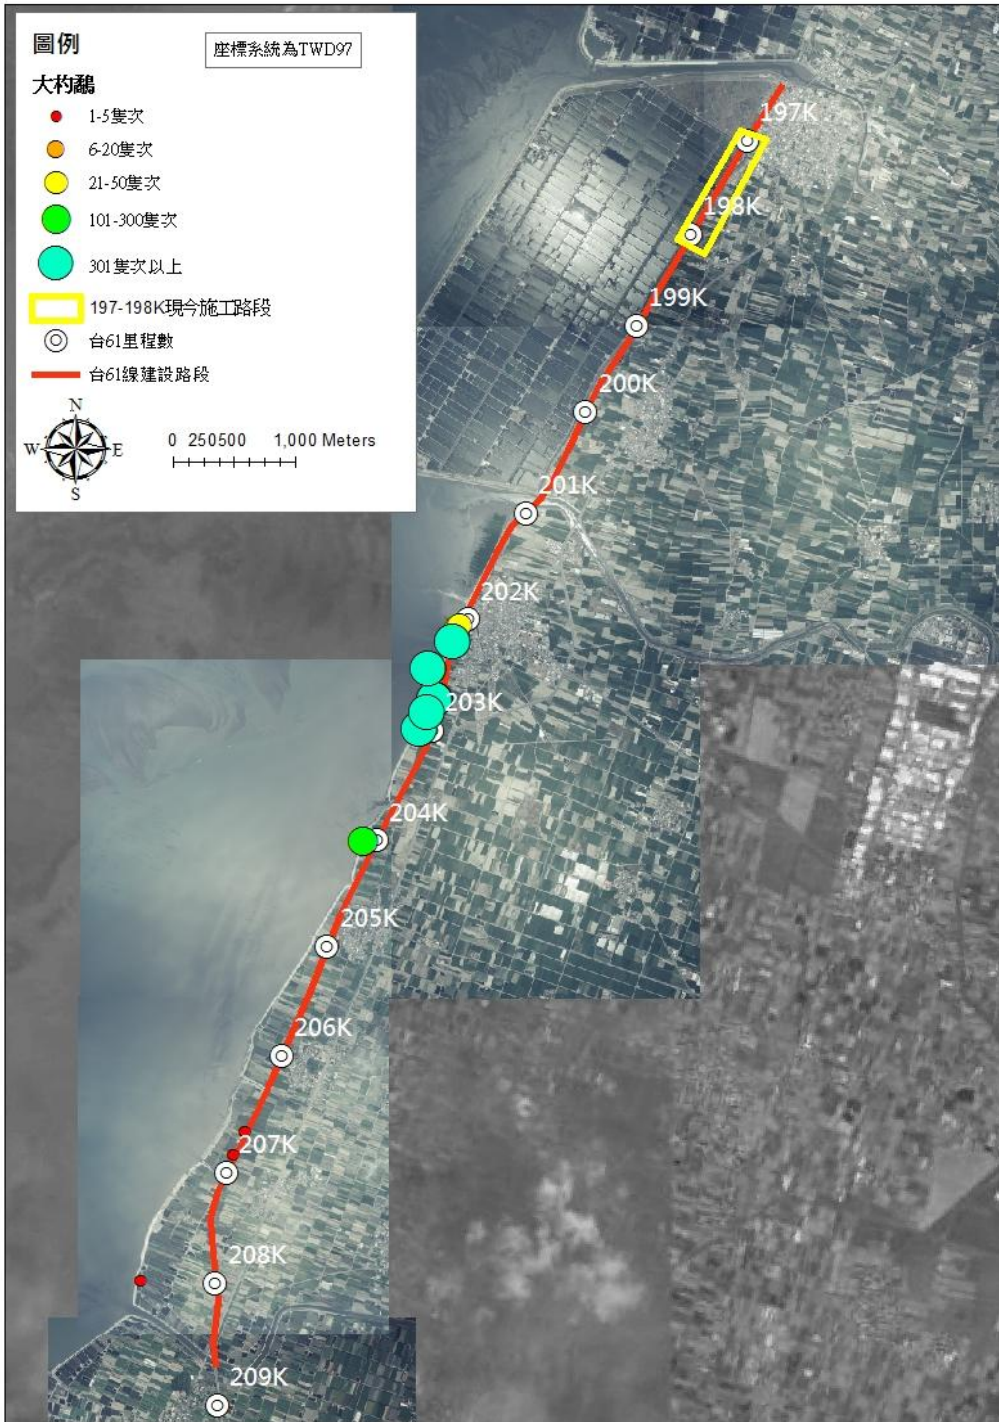 圖例
座標系統為TWD97
大杓鷸
1-5隻次
6-20隻次
21-50隻次
101-300隻次
301隻次以上
197-198K現今施工路段
台61里程數
台61線建設路段
N
W E
S
0 250500 1,000 Meters
197K
198K
199K
200K
201K
202K
203K
204K
205K
206K
207K
208K
209K